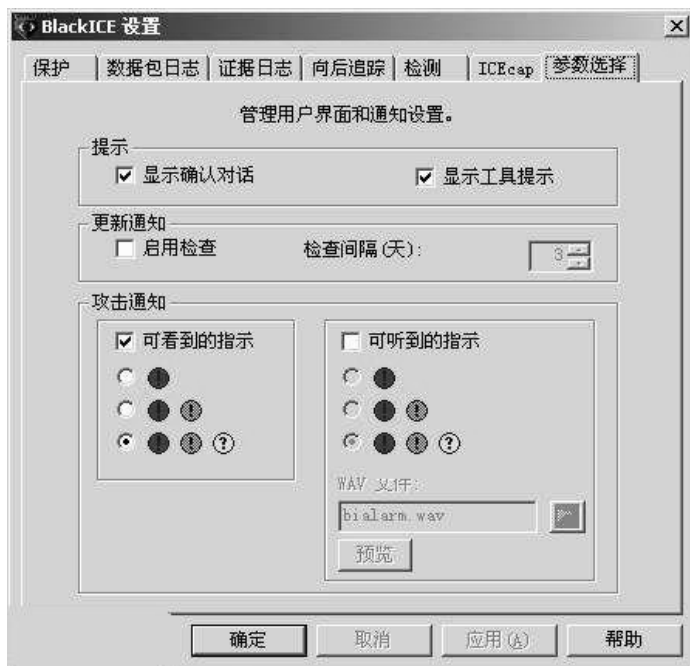 BlackICE 设置
保护 数据包日志 证据日志 向后追踪 检测 ICEcap 参数选择
管理用户界面和通知设置。
提示
显示确认对话 显示工具提示
更新通知
启用检查 检查间隔(天): 3
攻击通知
可看到的指示 可听到的指示
WAV 文件:
bialarm.wav
预览
确定 取消 应用(A) 帮助